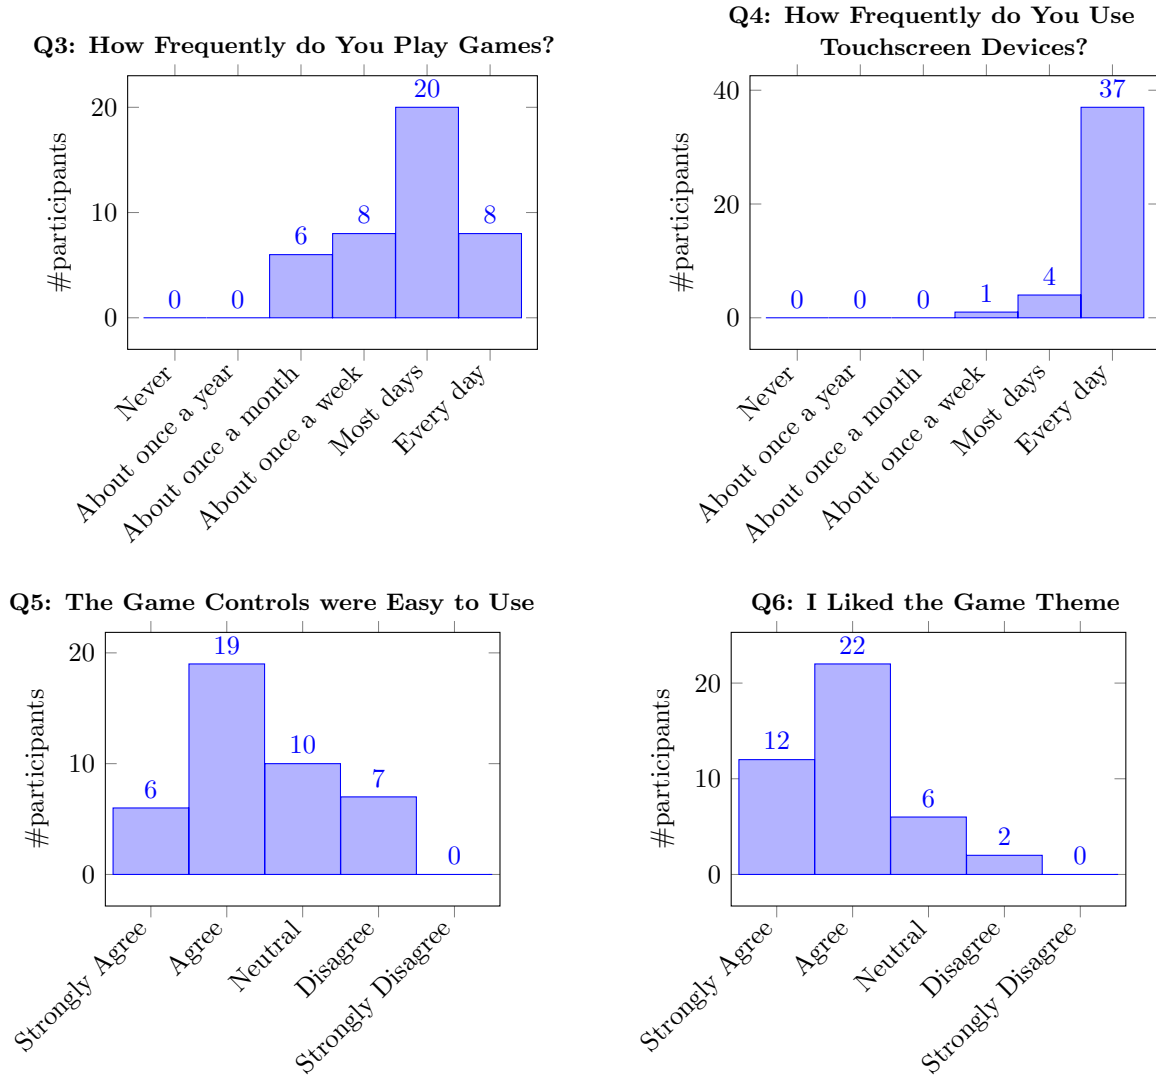 Q3: How Frequently do You Play Games?
#participants
20
10
0
0
0
6
8
20
8
Never
About once a year
About once a month
About once a week
Most days
Every day
Q4: How Frequently do You Use
Touchscreen Devices?
#participants
40
20
0
0
0
0
1
4
37
Never
About once a year
About once a month
About once a week
Most days
Every day
Q5: The Game Controls were Easy to Use
#participants
20
10
0
6
19
10
7
0
Strongly Agree
Agree
Neutral
Disagree
Strongly Disagree
Q6: I Liked the Game Theme
#participants
20
10
0
12
22
6
2
0
Strongly Agree
Agree
Neutral
Disagree
Strongly Disagree